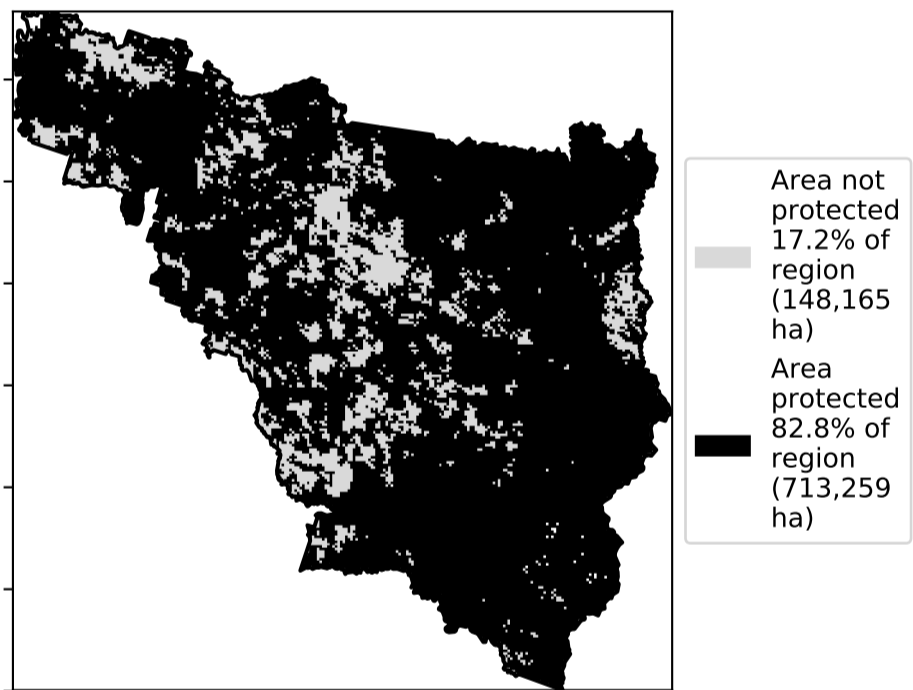 Area not
protected
17.2% of
region
(148,165
ha)
Area
protected
82.8% of
region
(713,259
ha)